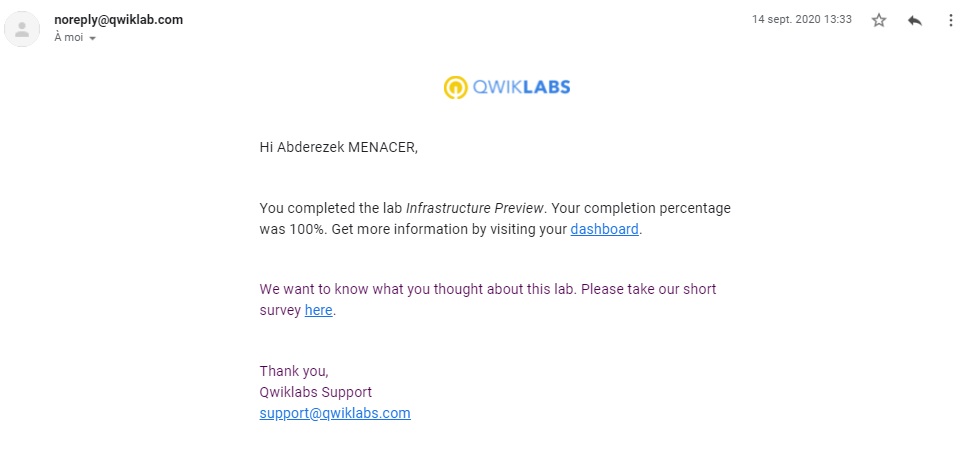 noreply@qwiklab.com
14 sept. 2020 13:33
À moi
QWIKLABS
Hi Abderezek MENACER,
You completed the lab Infrastructure Preview. Your completion percentage
was 100%. Get more information by visiting your dashboard.
We want to know what you thought about this lab. Please take our short
survey here.
Thank you,
Qwiklabs Support
support@qwiklabs.com